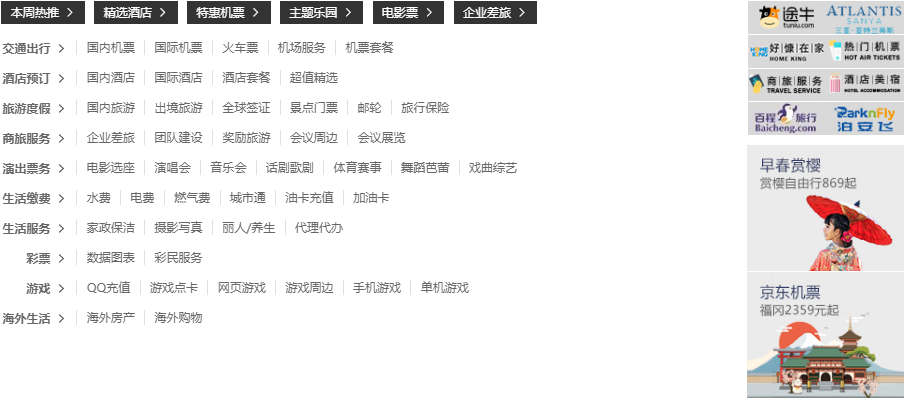 本周热推 > 精选酒店 > 特惠机票 > 主题乐园 > 电影票 > 企业差旅 >
交通出行 > 国内机票 国际机票 火车票 机场服务 机票套餐
酒店预订 > 国内酒店 国际酒店 酒店套餐 超值精选
旅游度假 > 国内旅游 出境旅游 全球签证 景点门票 邮轮 旅行保险
商旅服务 > 企业差旅 团队建设 奖励旅游 会议周边 会议展览
演出票务 > 电影选座 演唱会 音乐会 话剧歌剧 体育赛事 舞蹈芭蕾 戏曲综艺
生活缴费 > 水费 电费 燃气费 城市通 油卡充值 加油卡
生活服务 > 家政保洁 摄影写真 丽人/养生 代理代办
彩票 > 数据图表 彩民服务
游戏 > QQ充值 游戏点卡 网页游戏 游戏周边 手机游戏 单机游戏
海外生活 > 海外房产 海外购物
途牛
tuniu.com
ATLANTIS
SANYA
三亚·亚特兰蒂斯
HOME KING
好|慷|在|家
HOME KING
热|门|机|票
HOT AIR TICKETS
商|旅|服|务
TRAVEL SERVICE
酒|店|美|宿
HOTEL ACCOMMODATION
百程旅行
Baicheng.com
ParknFly
泊安飞
早春赏樱
赏樱自由行869起
京东机票
福冈2359元起